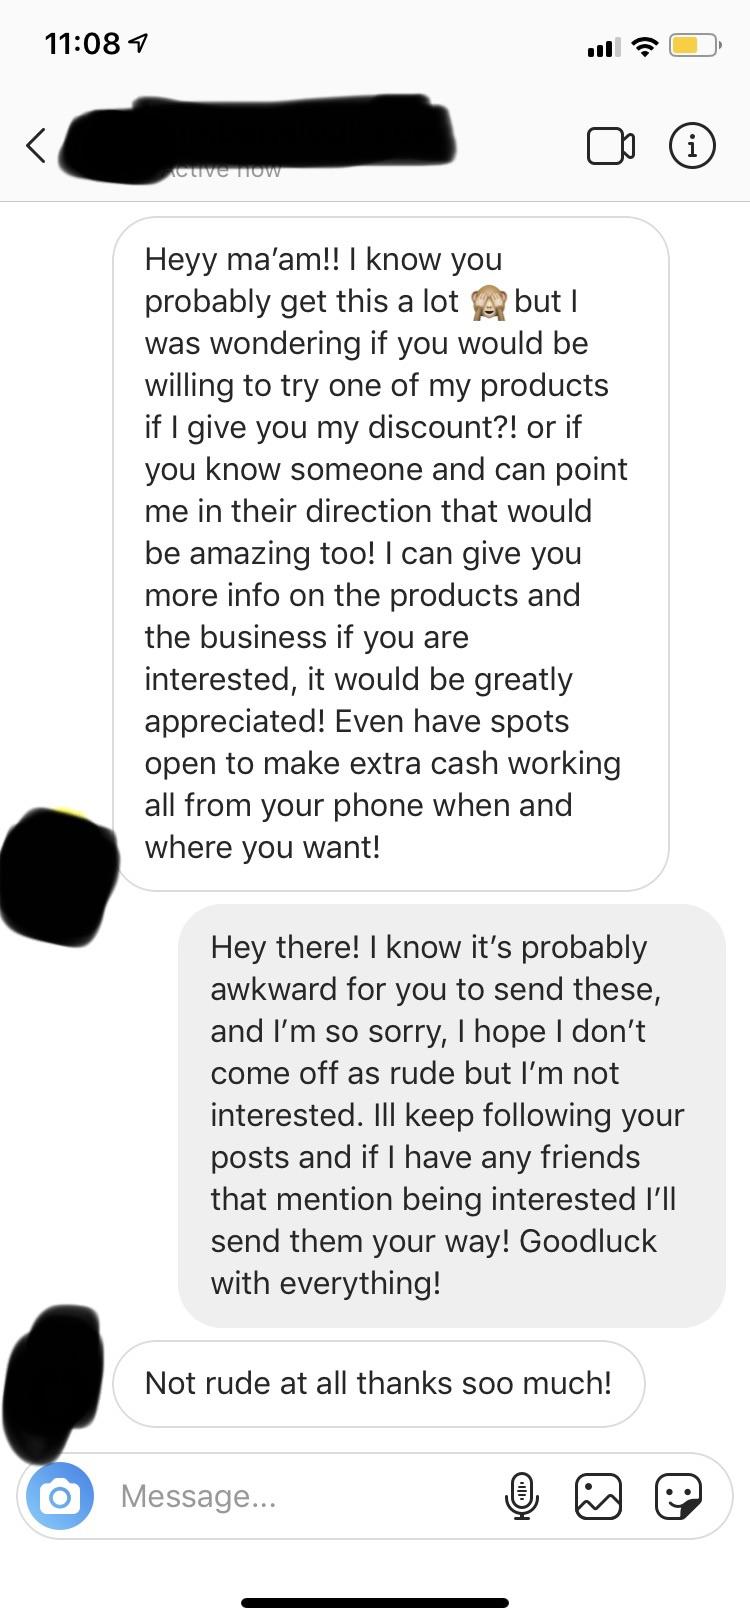 11:08
Active now
Heyy ma’am!! I know you
probably get this a lot 🙈 but I
was wondering if you would be
willing to try one of my products
if I give you my discount?! or if
you know someone and can point
me in their direction that would
be amazing too! I can give you
more info on the products and
the business if you are
interested, it would be greatly
appreciated! Even have spots
open to make extra cash working
all from your phone when and
where you want!
Hey there! I know it’s probably
awkward for you to send these,
and I’m so sorry, I hope I don’t
come off as rude but I’m not
interested. Ill keep following your
posts and if I have any friends
that mention being interested I’ll
send them your way! Goodluck
with everything!
Not rude at all thanks soo much!
Message...